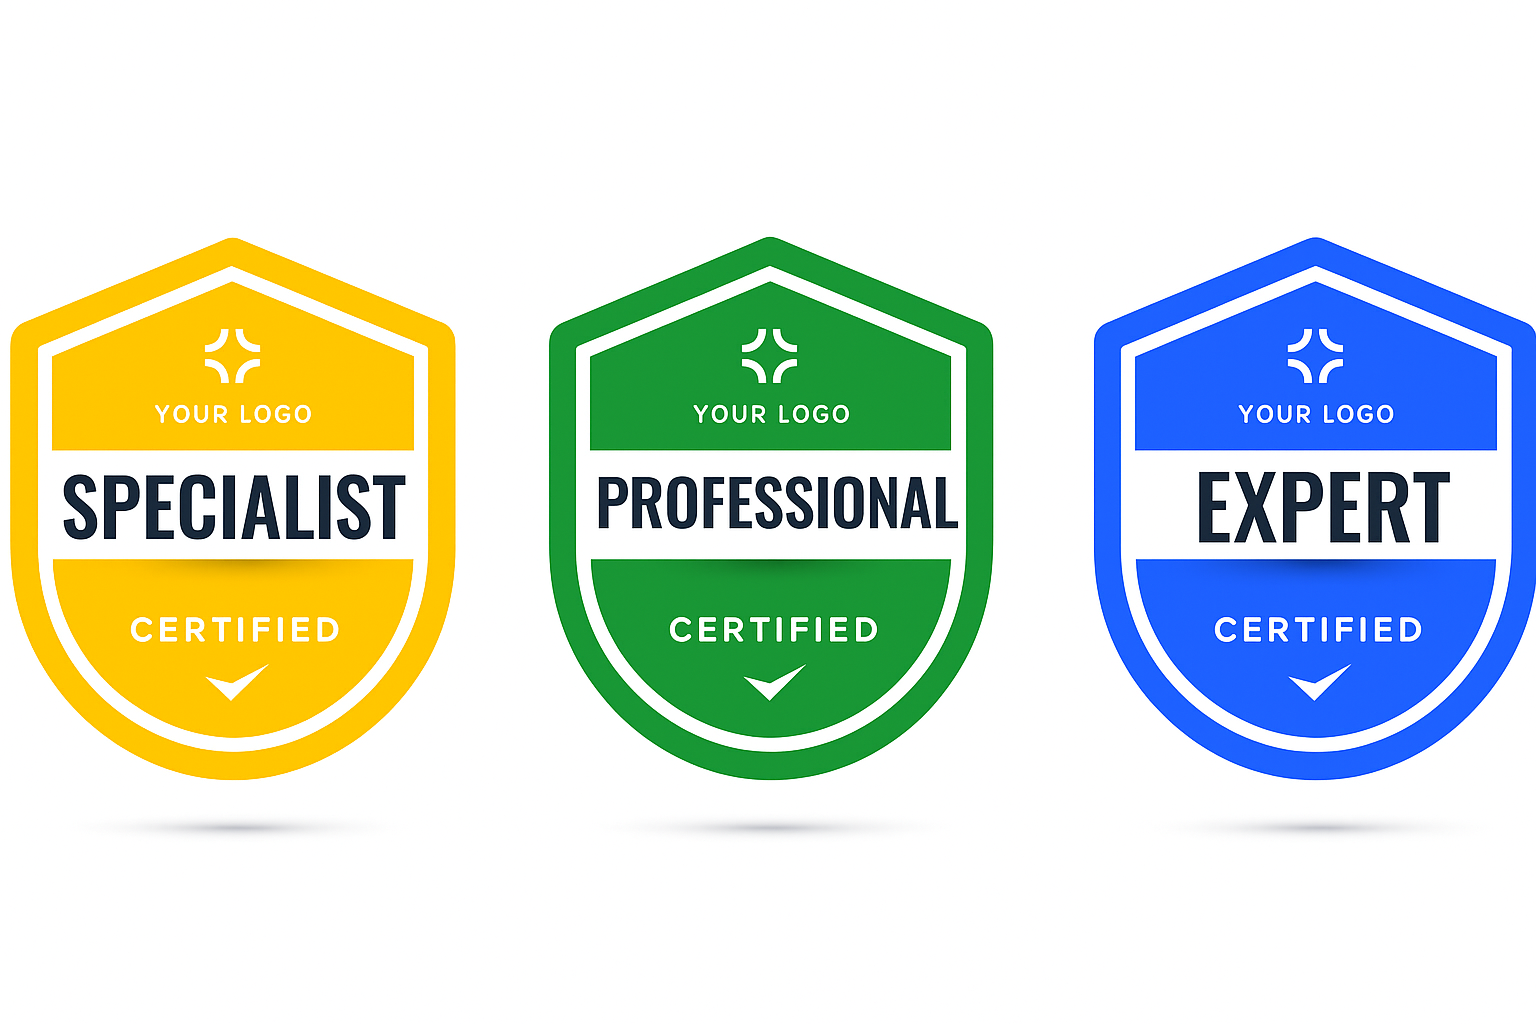 YOUR LOGO
SPECIALIST
CERTIFIED
YOUR LOGO
PROFESSIONAL
CERTIFIED
YOUR LOGO
EXPERT
CERTIFIED